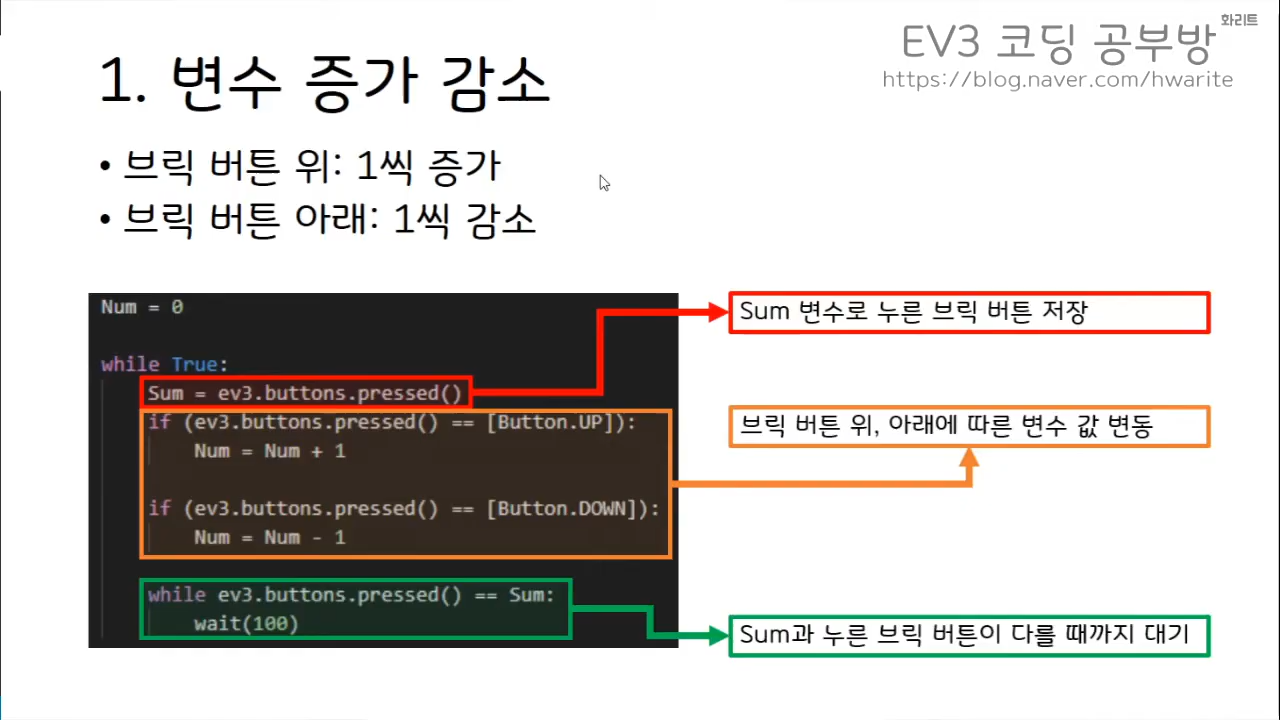 화리트
EV3 코딩 공부방
https://blog.naver.com/hwarite
1. 변수 증가 감소
• 브릭 버튼 위: 1씩 증가
• 브릭 버튼 아래: 1씩 감소
Num = 0
while True:
Sum = ev3.buttons.pressed()
if (ev3.buttons.pressed() == [Button.UP]):
Num = Num + 1
if (ev3.buttons.pressed() == [Button.DOWN]):
Num = Num - 1
while ev3.buttons.pressed() == Sum:
wait(100)
Sum 변수로 누른 브릭 버튼 저장
브릭 버튼 위, 아래에 따른 변수 값 변동
Sum과 누른 브릭 버튼이 다를 때까지 대기